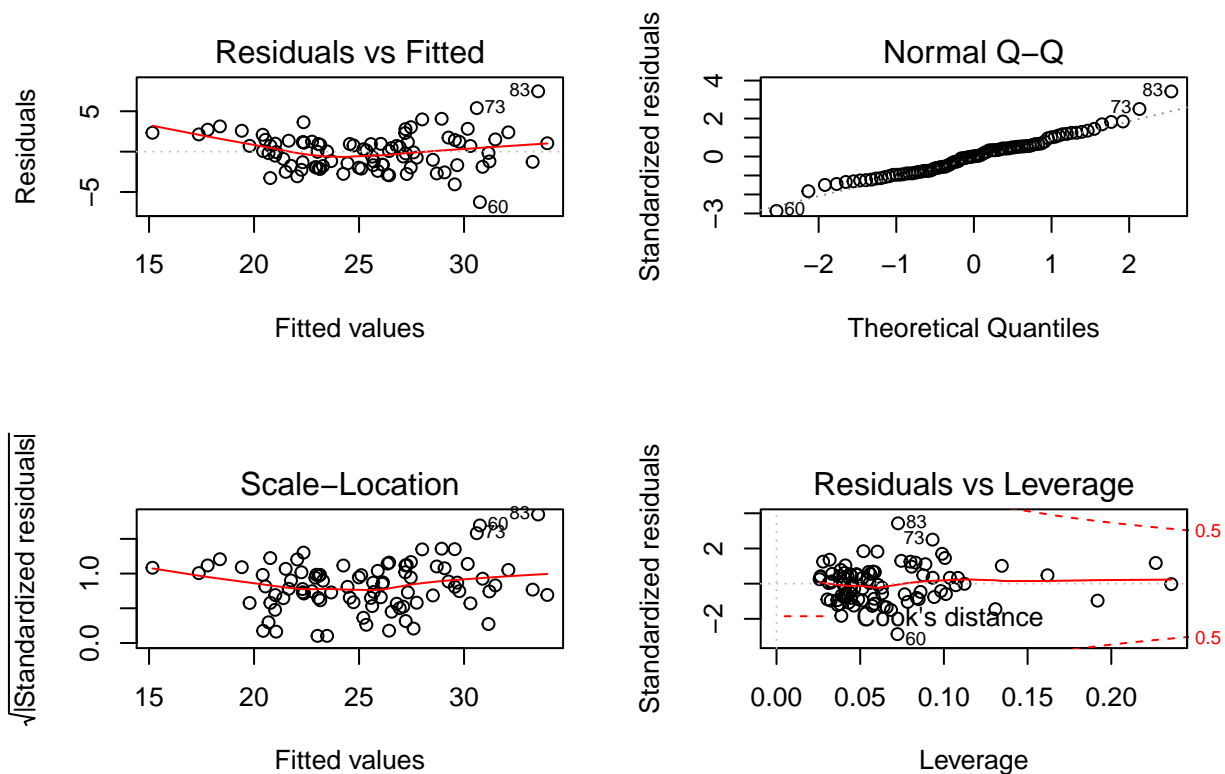 Residuals vs Fitted
Residuals
5
−5
83
73
60
15 20 25 30
Fitted values
Normal Q−Q
Standardized residuals
4
2
0
−3
83
73
60
−2 −1 0 1 2
Theoretical Quantiles
Scale−Location
√|Standardized residuals|
1.0
0.0
83
60
73
15 20 25 30
Fitted values
Residuals vs Leverage
Standardized residuals
2
−2
83
73
60
Cook's distance
0.5
0.5
0.00 0.05 0.10 0.15 0.20
Leverage